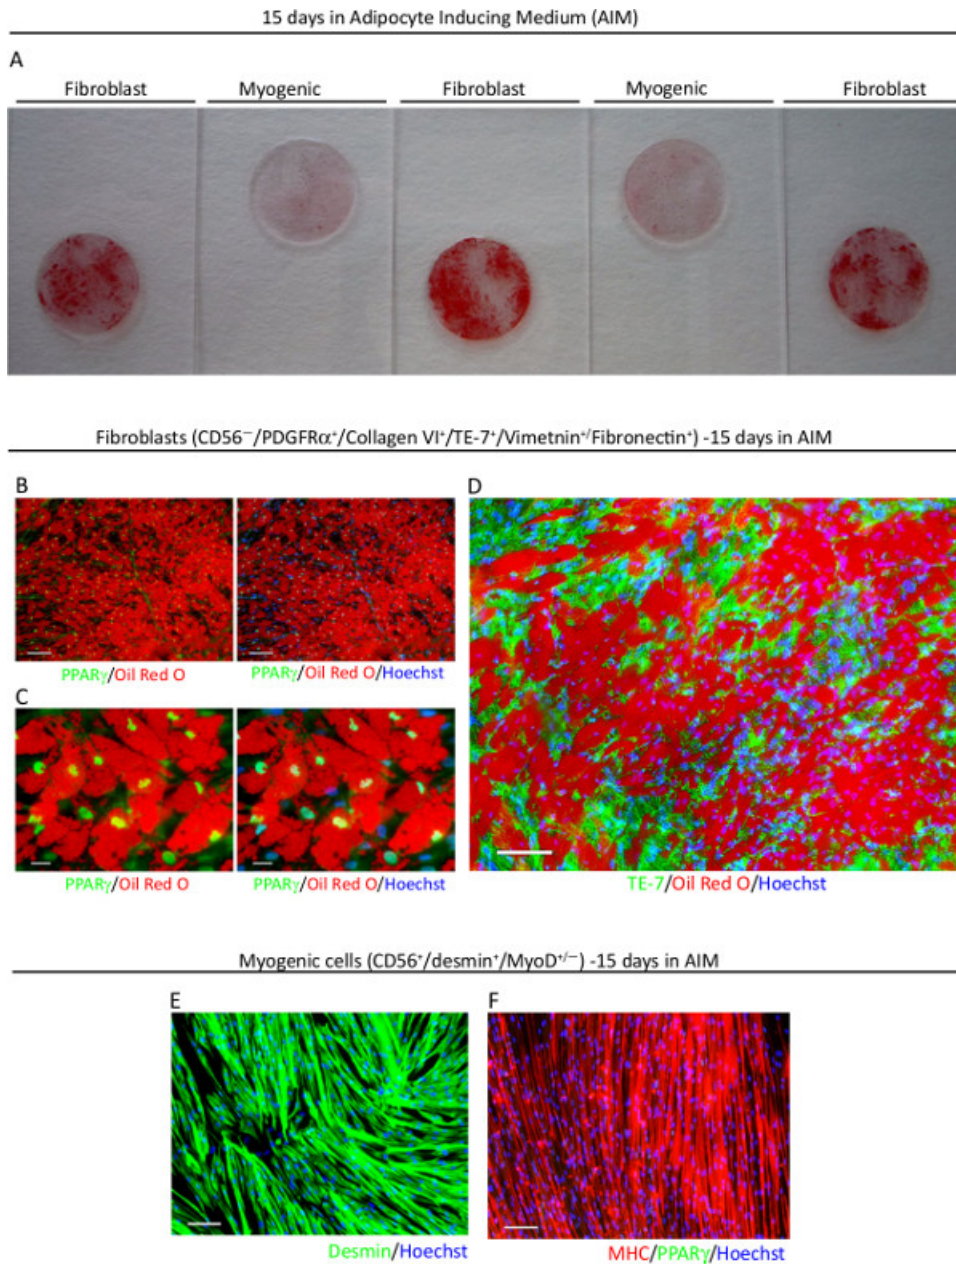 15 days in Adipocyte Inducing Medium (AIM)
A
Fibroblast Myogenic Fibroblast Myogenic Fibroblast
Fibroblasts (CD56⁻/PDGFRα⁺/Collagen VI⁺/TE-7⁺/Vimetnin⁺/Fibronectin⁺) -15 days in AIM
B
D
PPARγ/Oil Red O PPARγ/Oil Red O/Hoechst
C
PPARγ/Oil Red O PPARγ/Oil Red O/Hoechst
TE-7/Oil Red O/Hoechst
Myogenic cells (CD56⁺/desmin⁺/MyoD⁺/⁻) -15 days in AIM
E F
Desmin/Hoechst MHC/PPARγ/Hoechst